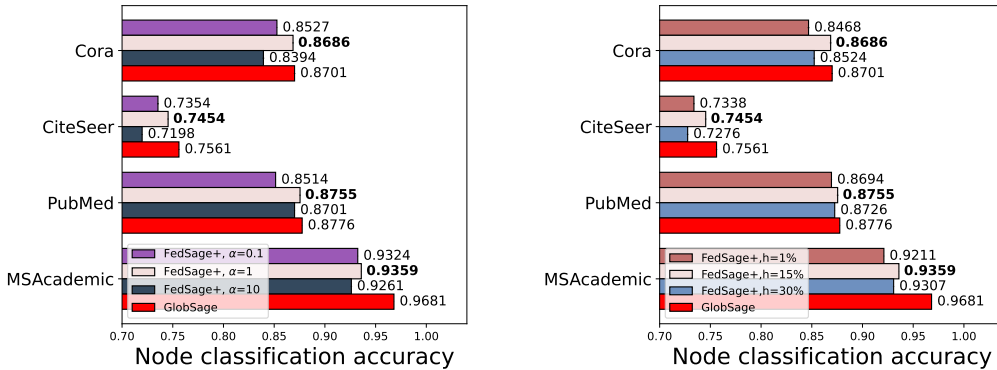 Cora
0.8527
0.8686
0.8394
0.8701
CiteSeer
0.7354
0.7454
0.7198
0.7561
PubMed
0.8514
0.8755
0.8701
0.8776
MSAcademic
0.9324
0.9359
0.9261
0.9681
FedSage+, α=0.1
FedSage+, α=1
FedSage+, α=10
GlobSage
0.70 0.75 0.80 0.85 0.90 0.95 1.00
Node classification accuracy
Cora
0.8468
0.8686
0.8524
0.8701
CiteSeer
0.7338
0.7454
0.7276
0.7561
PubMed
0.8694
0.8755
0.8726
0.8776
MSAcademic
0.9211
0.9359
0.9307
0.9681
FedSage+,h=1%
FedSage+,h=15%
FedSage+,h=30%
GlobSage
0.70 0.75 0.80 0.85 0.90 0.95 1.00
Node classification accuracy